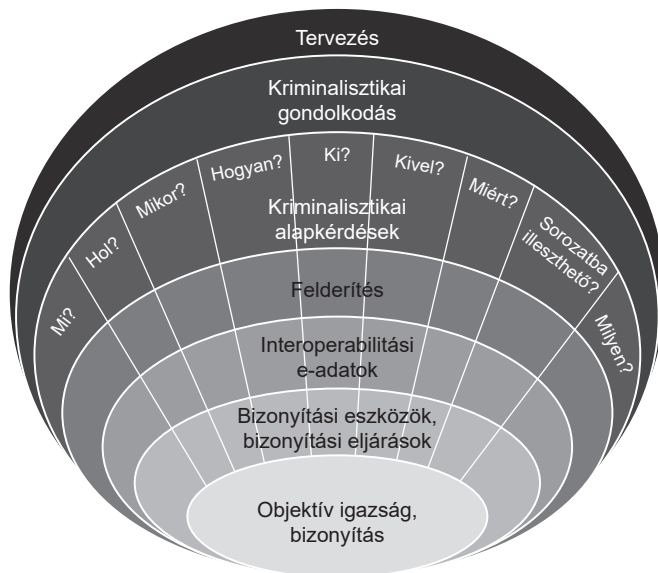 Tervezés
Kriminalisztikai
gondolkodás
Mi?
Hol?
Mikor?
Hogyan?
Ki?
Kivel?
Miért?
Sorozatba
illeszthető?
Milyen?
Kriminalisztikai
alapkérdések
Felderítés
Interoperabilitási
e-adatok
Bizonyítási eszközök,
bizonyítási eljárások
Objektív igazság,
bizonyítás